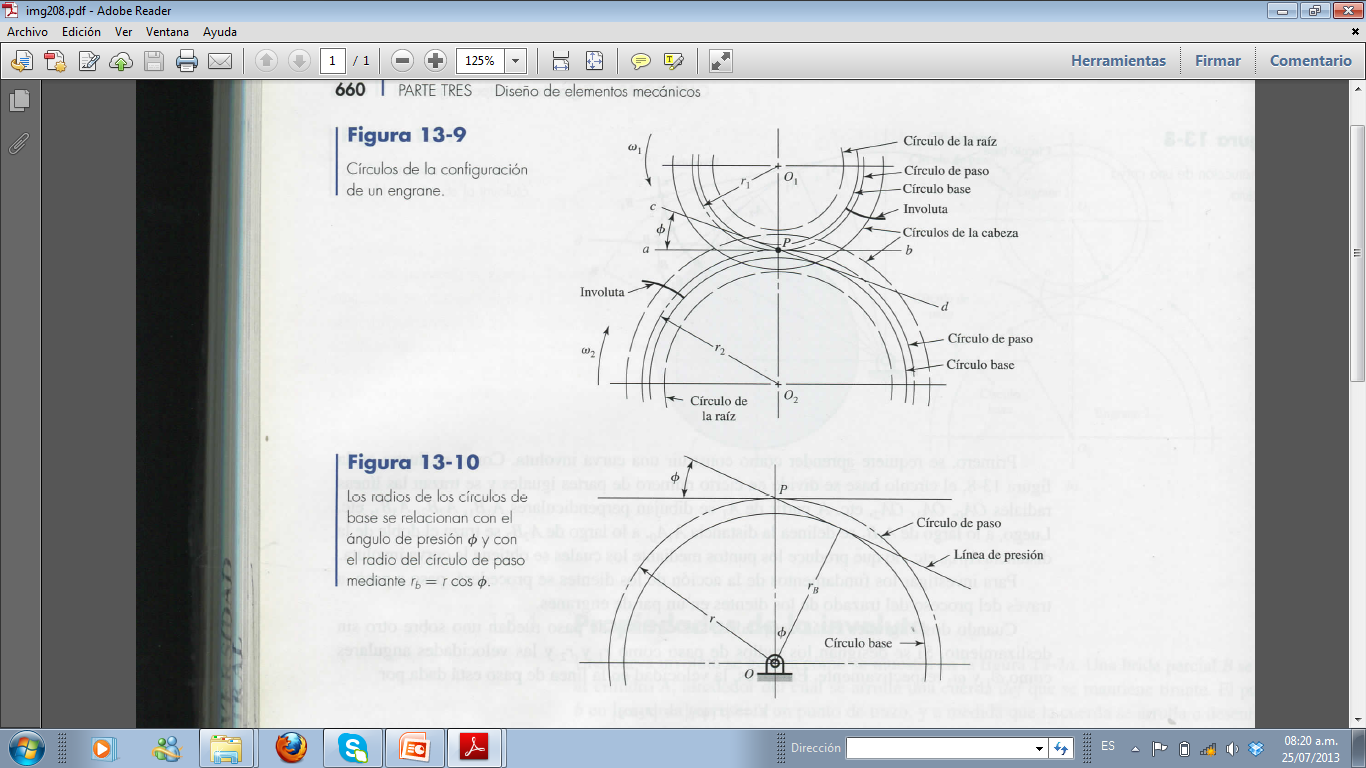 img208.pdf - Adobe Reader
Archivo Edición Ver Ventana Ayuda
1 / 1 125% Herramientas Firmar Comentario
660 PARTE TRES Diseño de elementos mecánicos
Figura 13-9
Círculos de la configuración
de un engrane.
ω1
r1
O1
c
ϕ
a
P
b
d
Círculo de la raíz
Círculo de paso
Círculo base
Involuta
Círculos de la cabeza
Involuta
ω2
r2
O2
Círculo de paso
Círculo base
Círculo de
la raíz
Figura 13-10
Los radios de los círculos de
base se relacionan con el
ángulo de presión ϕ y con
el radio del círculo de paso
mediante rb = r cos ϕ.
ϕ
P
Círculo de paso
Línea de presión
rB
r
ϕ
Círculo base
O
Dirección
ES
08:20 a.m.
25/07/2013